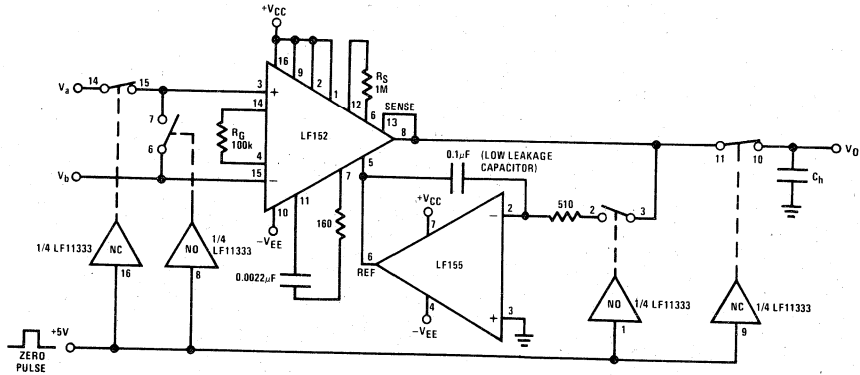 +VCC
16
9
2
1
12
RS
1M
6
SENSE
13
Va
14
15
3
+
14
LF152
8
7
RG
100k
6
4
5
0.1µF
(LOW LEAKAGE
CAPACITOR)
11
10
VO
Ch
Vb
15
−
10
11
7
−VEE
160
0.0022µF
+VCC
7
2
−
510
2
3
LF155
6
REF
4
−VEE
3
+
1/4 LF11333
NC
16
NO
1/4
LF11333
8
NO
1/4 LF11333
1
NC
1/4 LF11333
9
+5V
ZERO
PULSE